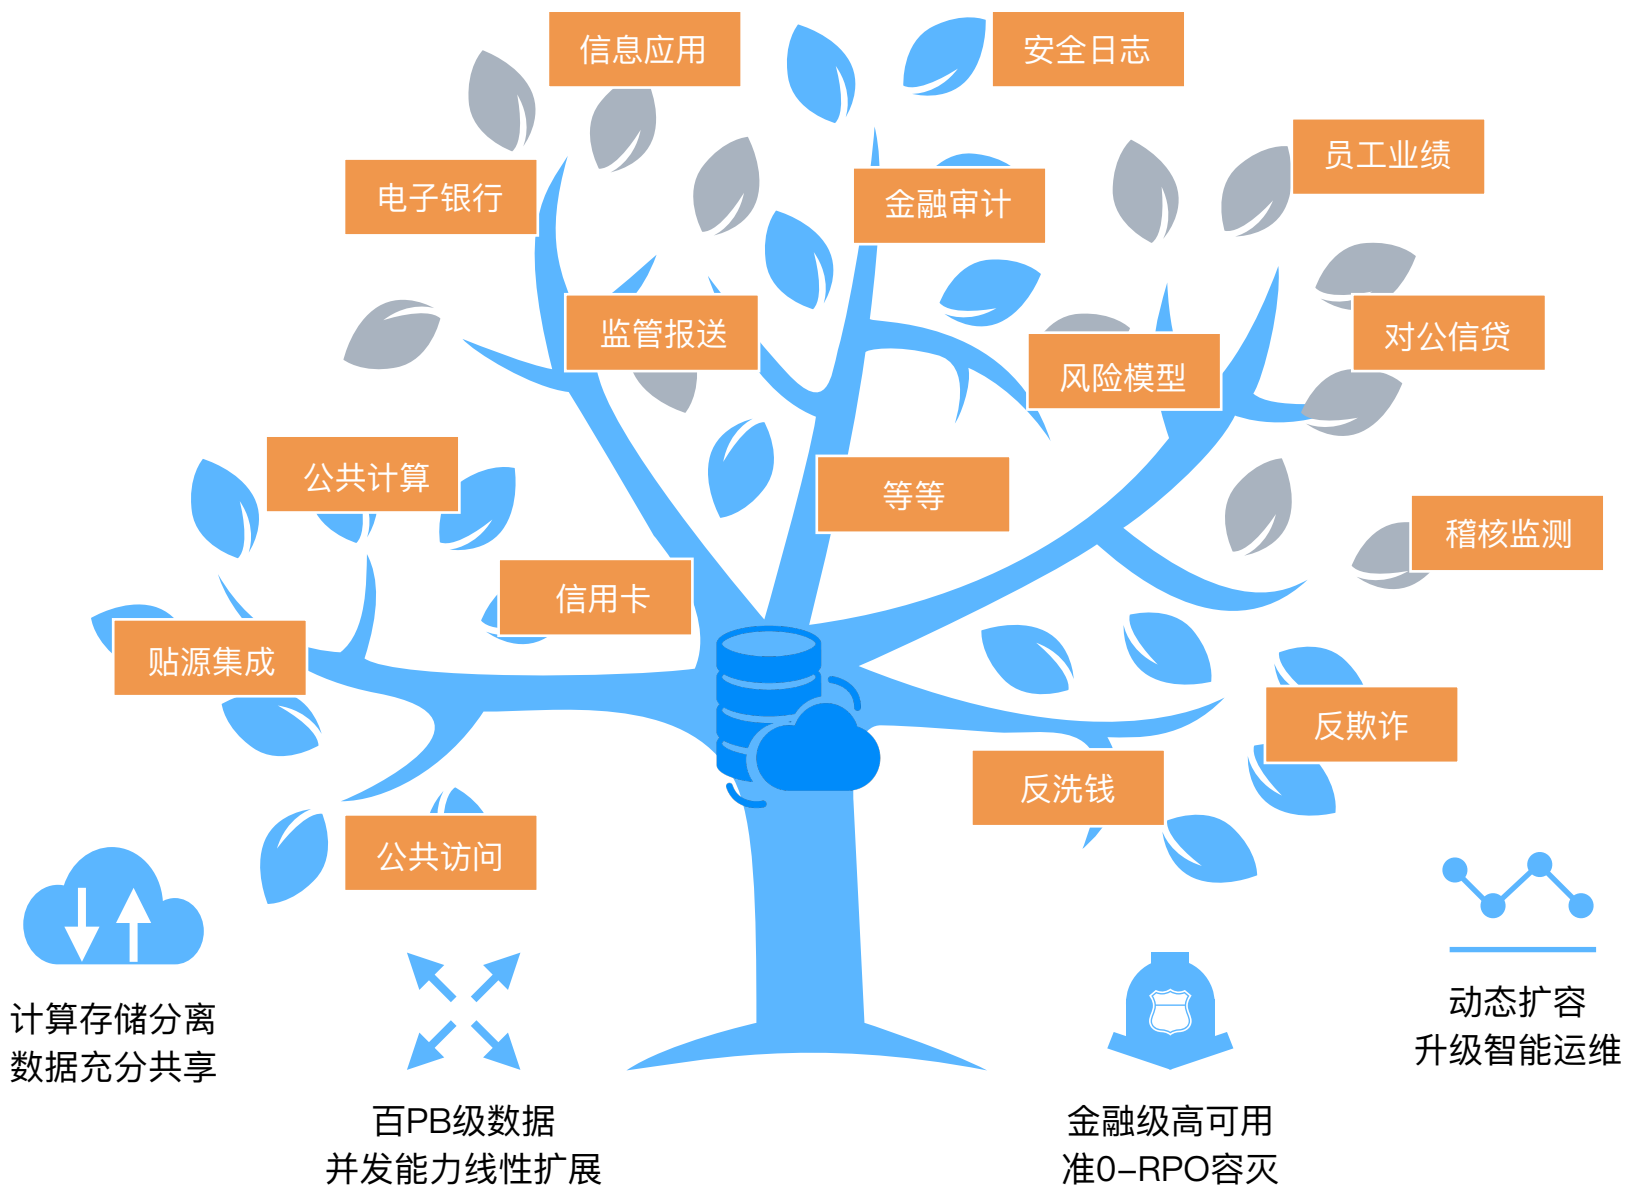 信息应用
安全日志
员工业绩
电子银行
金融审计
监管报送
对公信贷
风险模型
公共计算
等等
稽核监测
信用卡
贴源集成
反欺诈
反洗钱
公共访问
计算存储分离
数据充分共享
百PB级数据
并发能力线性扩展
金融级高可用
准0-RPO容灾
动态扩容
升级智能运维